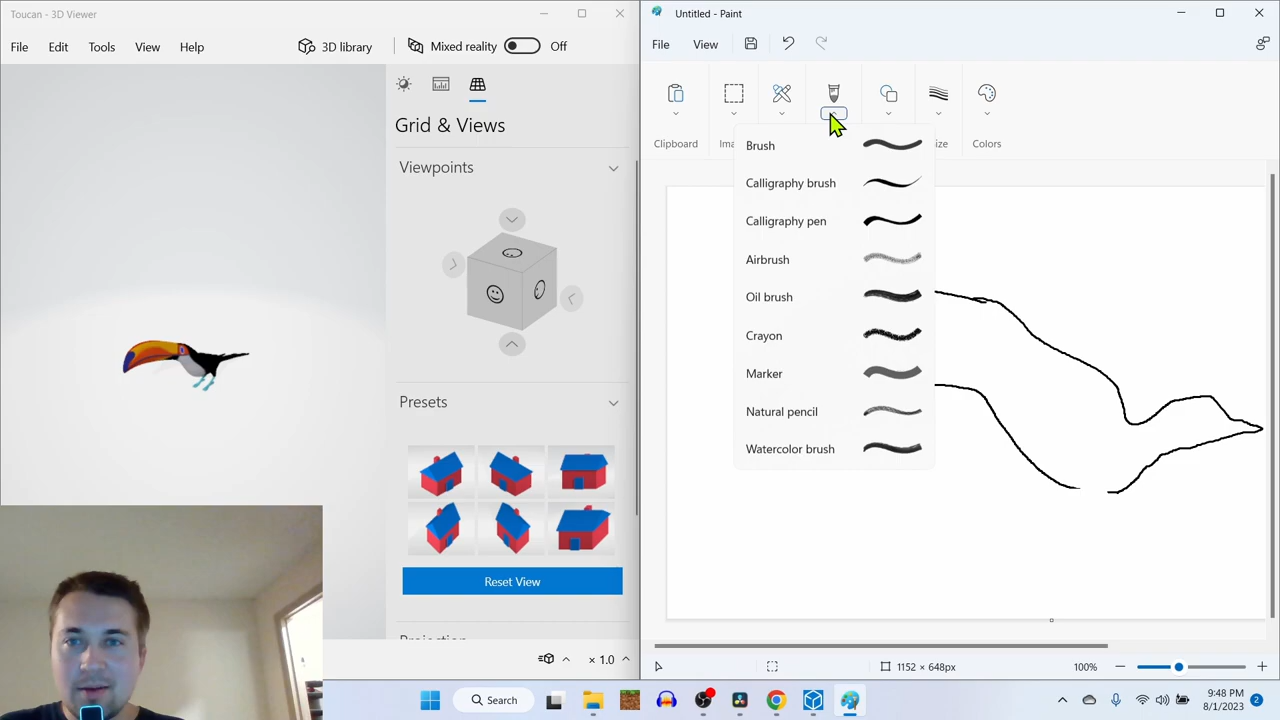 Toucan - 3D Viewer
File Edit Tools View Help 3D library Mixed reality Off
Grid & Views
Viewpoints
Presets
Reset View
× 1.0
Untitled - Paint
File View
Clipboard Colors
Brush
Calligraphy brush
Calligraphy pen
Airbrush
Oil brush
Crayon
Marker
Natural pencil
Watercolor brush
1152 × 648px 100%
Search
9:48 PM
8/1/2023
2